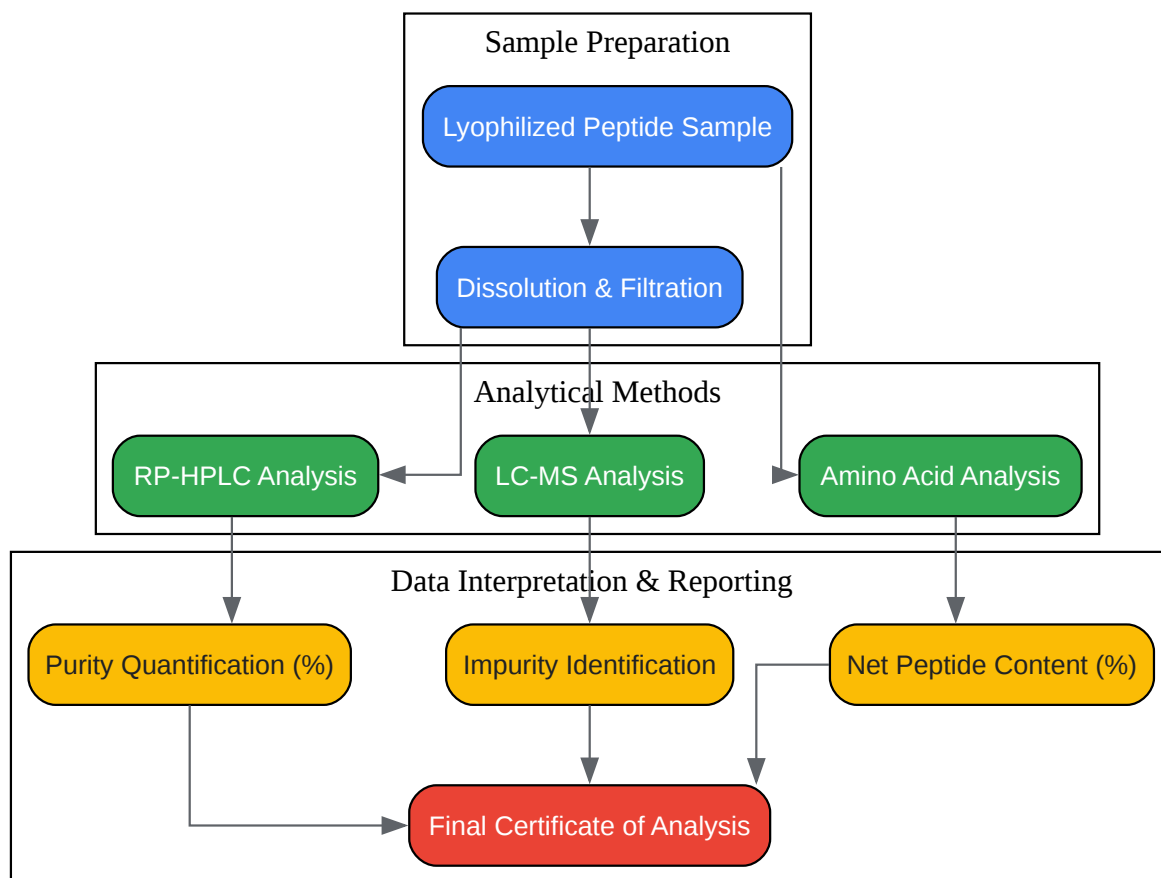 Sample Preparation
Lyophilized Peptide Sample
Dissolution & Filtration
Analytical Methods
RP-HPLC Analysis
LC-MS Analysis
Amino Acid Analysis
Data Interpretation & Reporting
Purity Quantification (%)
Impurity Identification
Net Peptide Content (%)
Final Certificate of Analysis